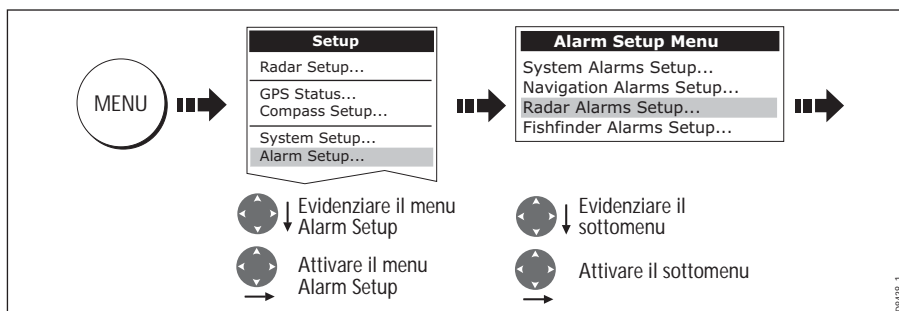 MENU
Setup
Radar Setup...
GPS Status...
Compass Setup...
System Setup...
Alarm Setup...
Evidenziare il menu
Alarm Setup
Attivare il menu
Alarm Setup
Alarm Setup Menu
System Alarms Setup...
Navigation Alarms Setup...
Radar Alarms Setup...
Fishfinder Alarms Setup...
Evidenziare il
sottomenu
Attivare il sottomenu